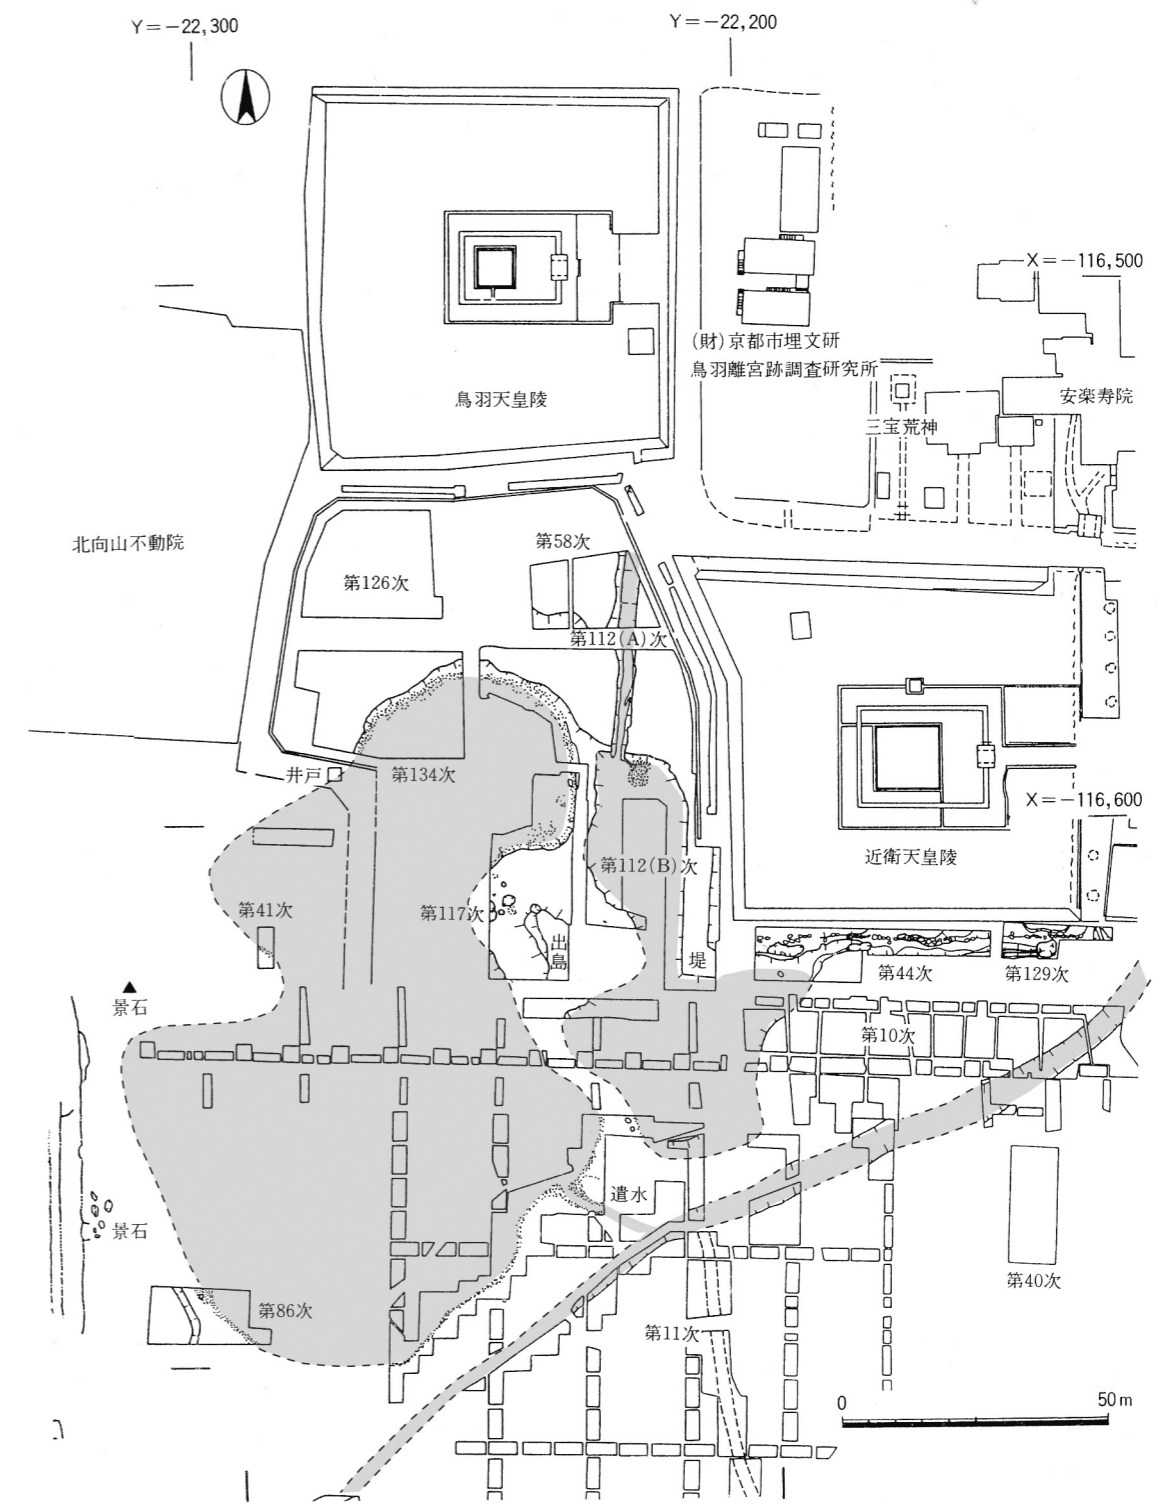 Y=-22,300
Y=-22,200
X=-116,500
(財)京都市埋文研
鳥羽離宮跡調査研究所
鳥羽天皇陵
安楽寿院
三宝荒神
北向山不動院
第58次
第126次
第112(A)次
井戸
第134次
X=-116,600
近衛天皇陵
第112(B)次
第41次
第117次
出島
堤
第44次
第129次
景石
第10次
遣水
景石
第40次
第86次
第11次
0
50m